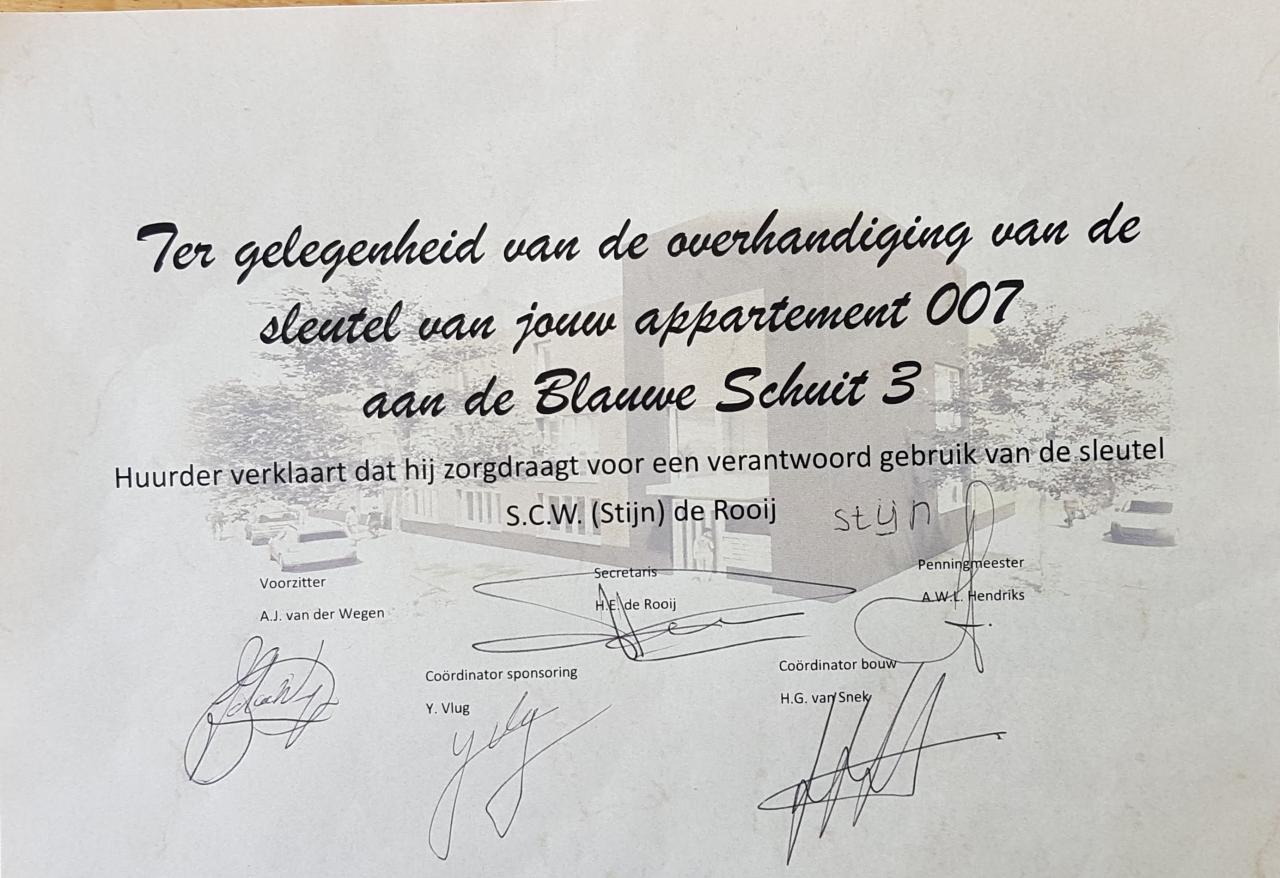 Ter gelegenheid van de overhandiging van de
sleutel van jouw appartement 007
aan de Blauwe Schuit 3
Huurder verklaart dat hij zorgdraagt voor een verantwoord gebruik van de sleutel
S.C.W. (Stijn) de Rooij stijn
Voorzitter Secretaris Penningmeester
A.J. van der Wegen H.E. de Rooij A.W.L. Hendriks
Coördinator sponsoring Coördinator bouw
Y. Vlug H.G. van Snek